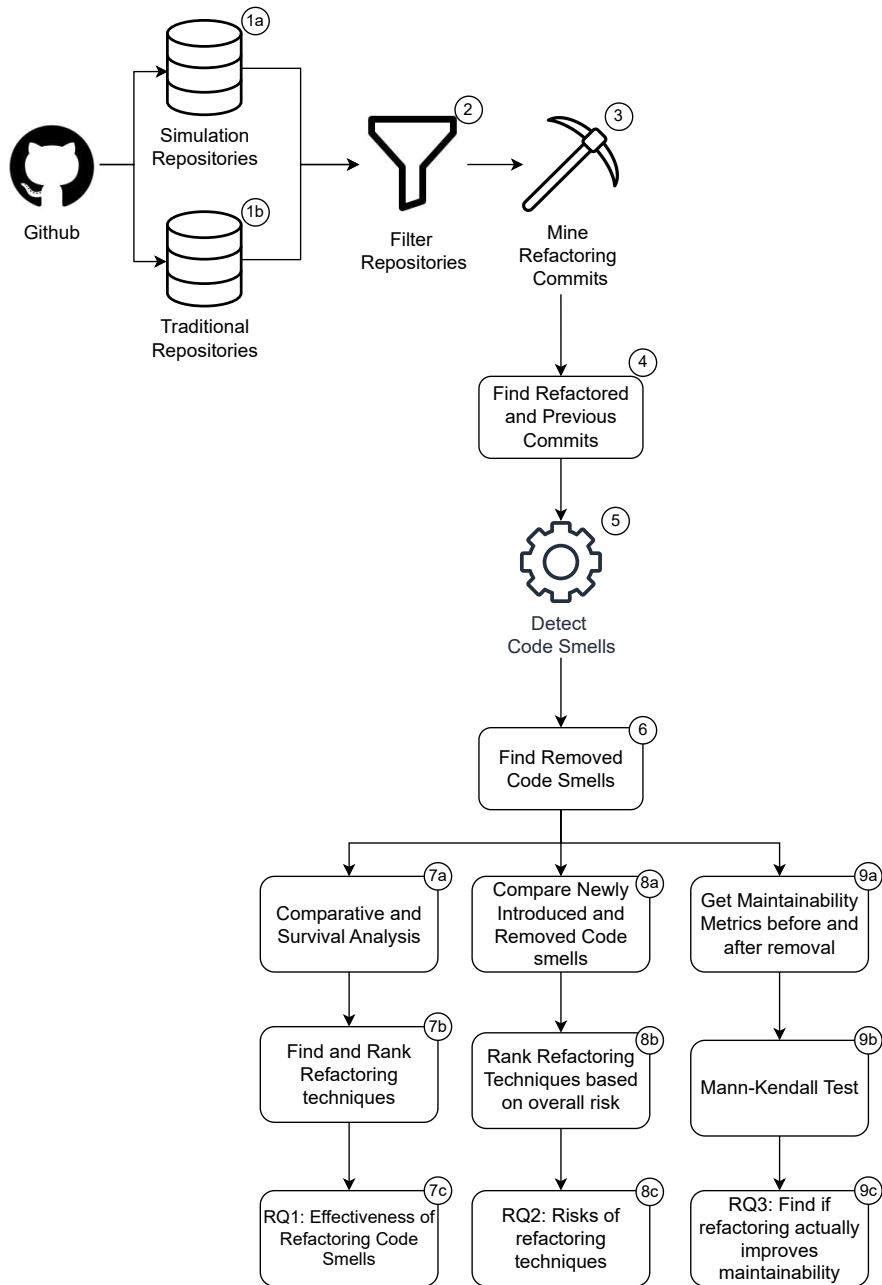 1a
Simulation
Repositories
Github
1b
Traditional
Repositories
2
Filter
Repositories
3
Mine
Refactoring
Commits
4
Find Refactored
and Previous
Commits
5
Detect
Code Smells
6
Find Removed
Code Smells
7a
Comparative and
Survival Analysis
8a
Compare Newly
Introduced and
Removed Code
smells
9a
Get Maintainability
Metrics before and
after removal
7b
Find and Rank
Refactoring
techniques
8b
Rank Refactoring
Techniques based
on overall risk
9b
Mann-Kendall Test
7c
RQ1: Effectiveness of
Refactoring Code
Smells
8c
RQ2: Risks of
refactoring
techniques
9c
RQ3: Find if
refactoring actually
improves
maintainability